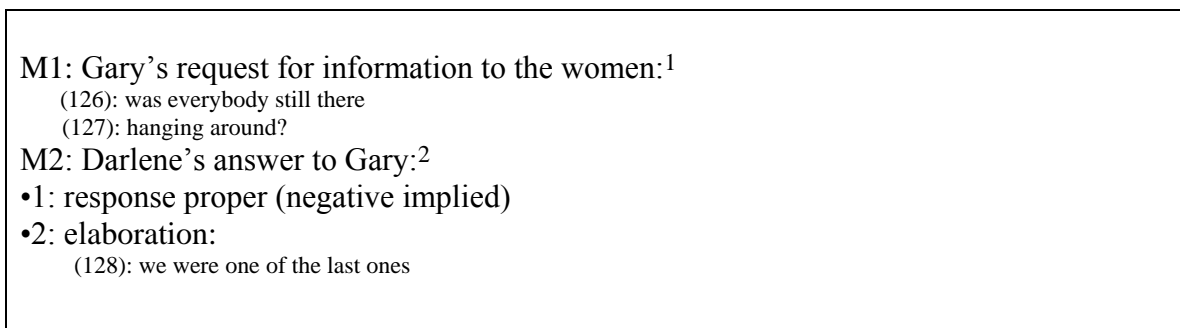 M1: Gary’s request for information to the women:1
(126): was everybody still there
(127): hanging around?
M2: Darlene’s answer to Gary:2
•1: response proper (negative implied)
•2: elaboration:
(128): we were one of the last ones